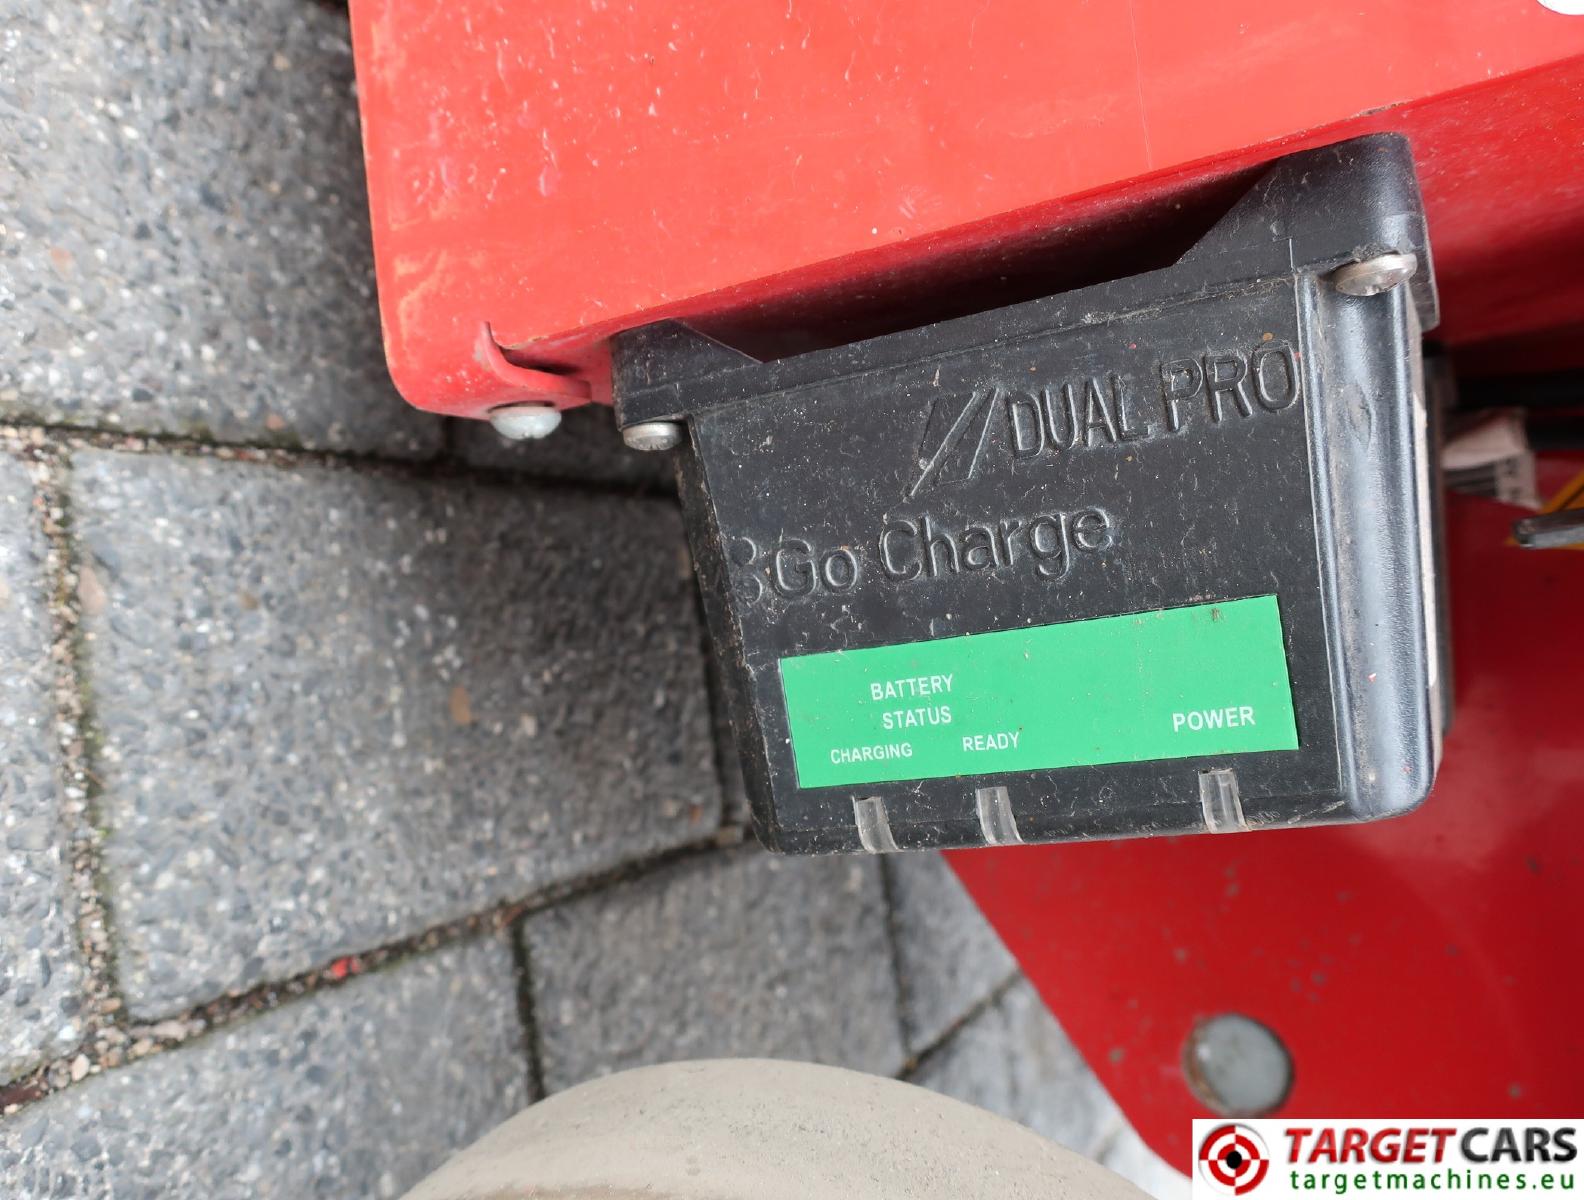 DUAL PRO
Go Charge
BATTERY
STATUS
CHARGING READY
POWER
TARGET CARS
targetmachines.eu